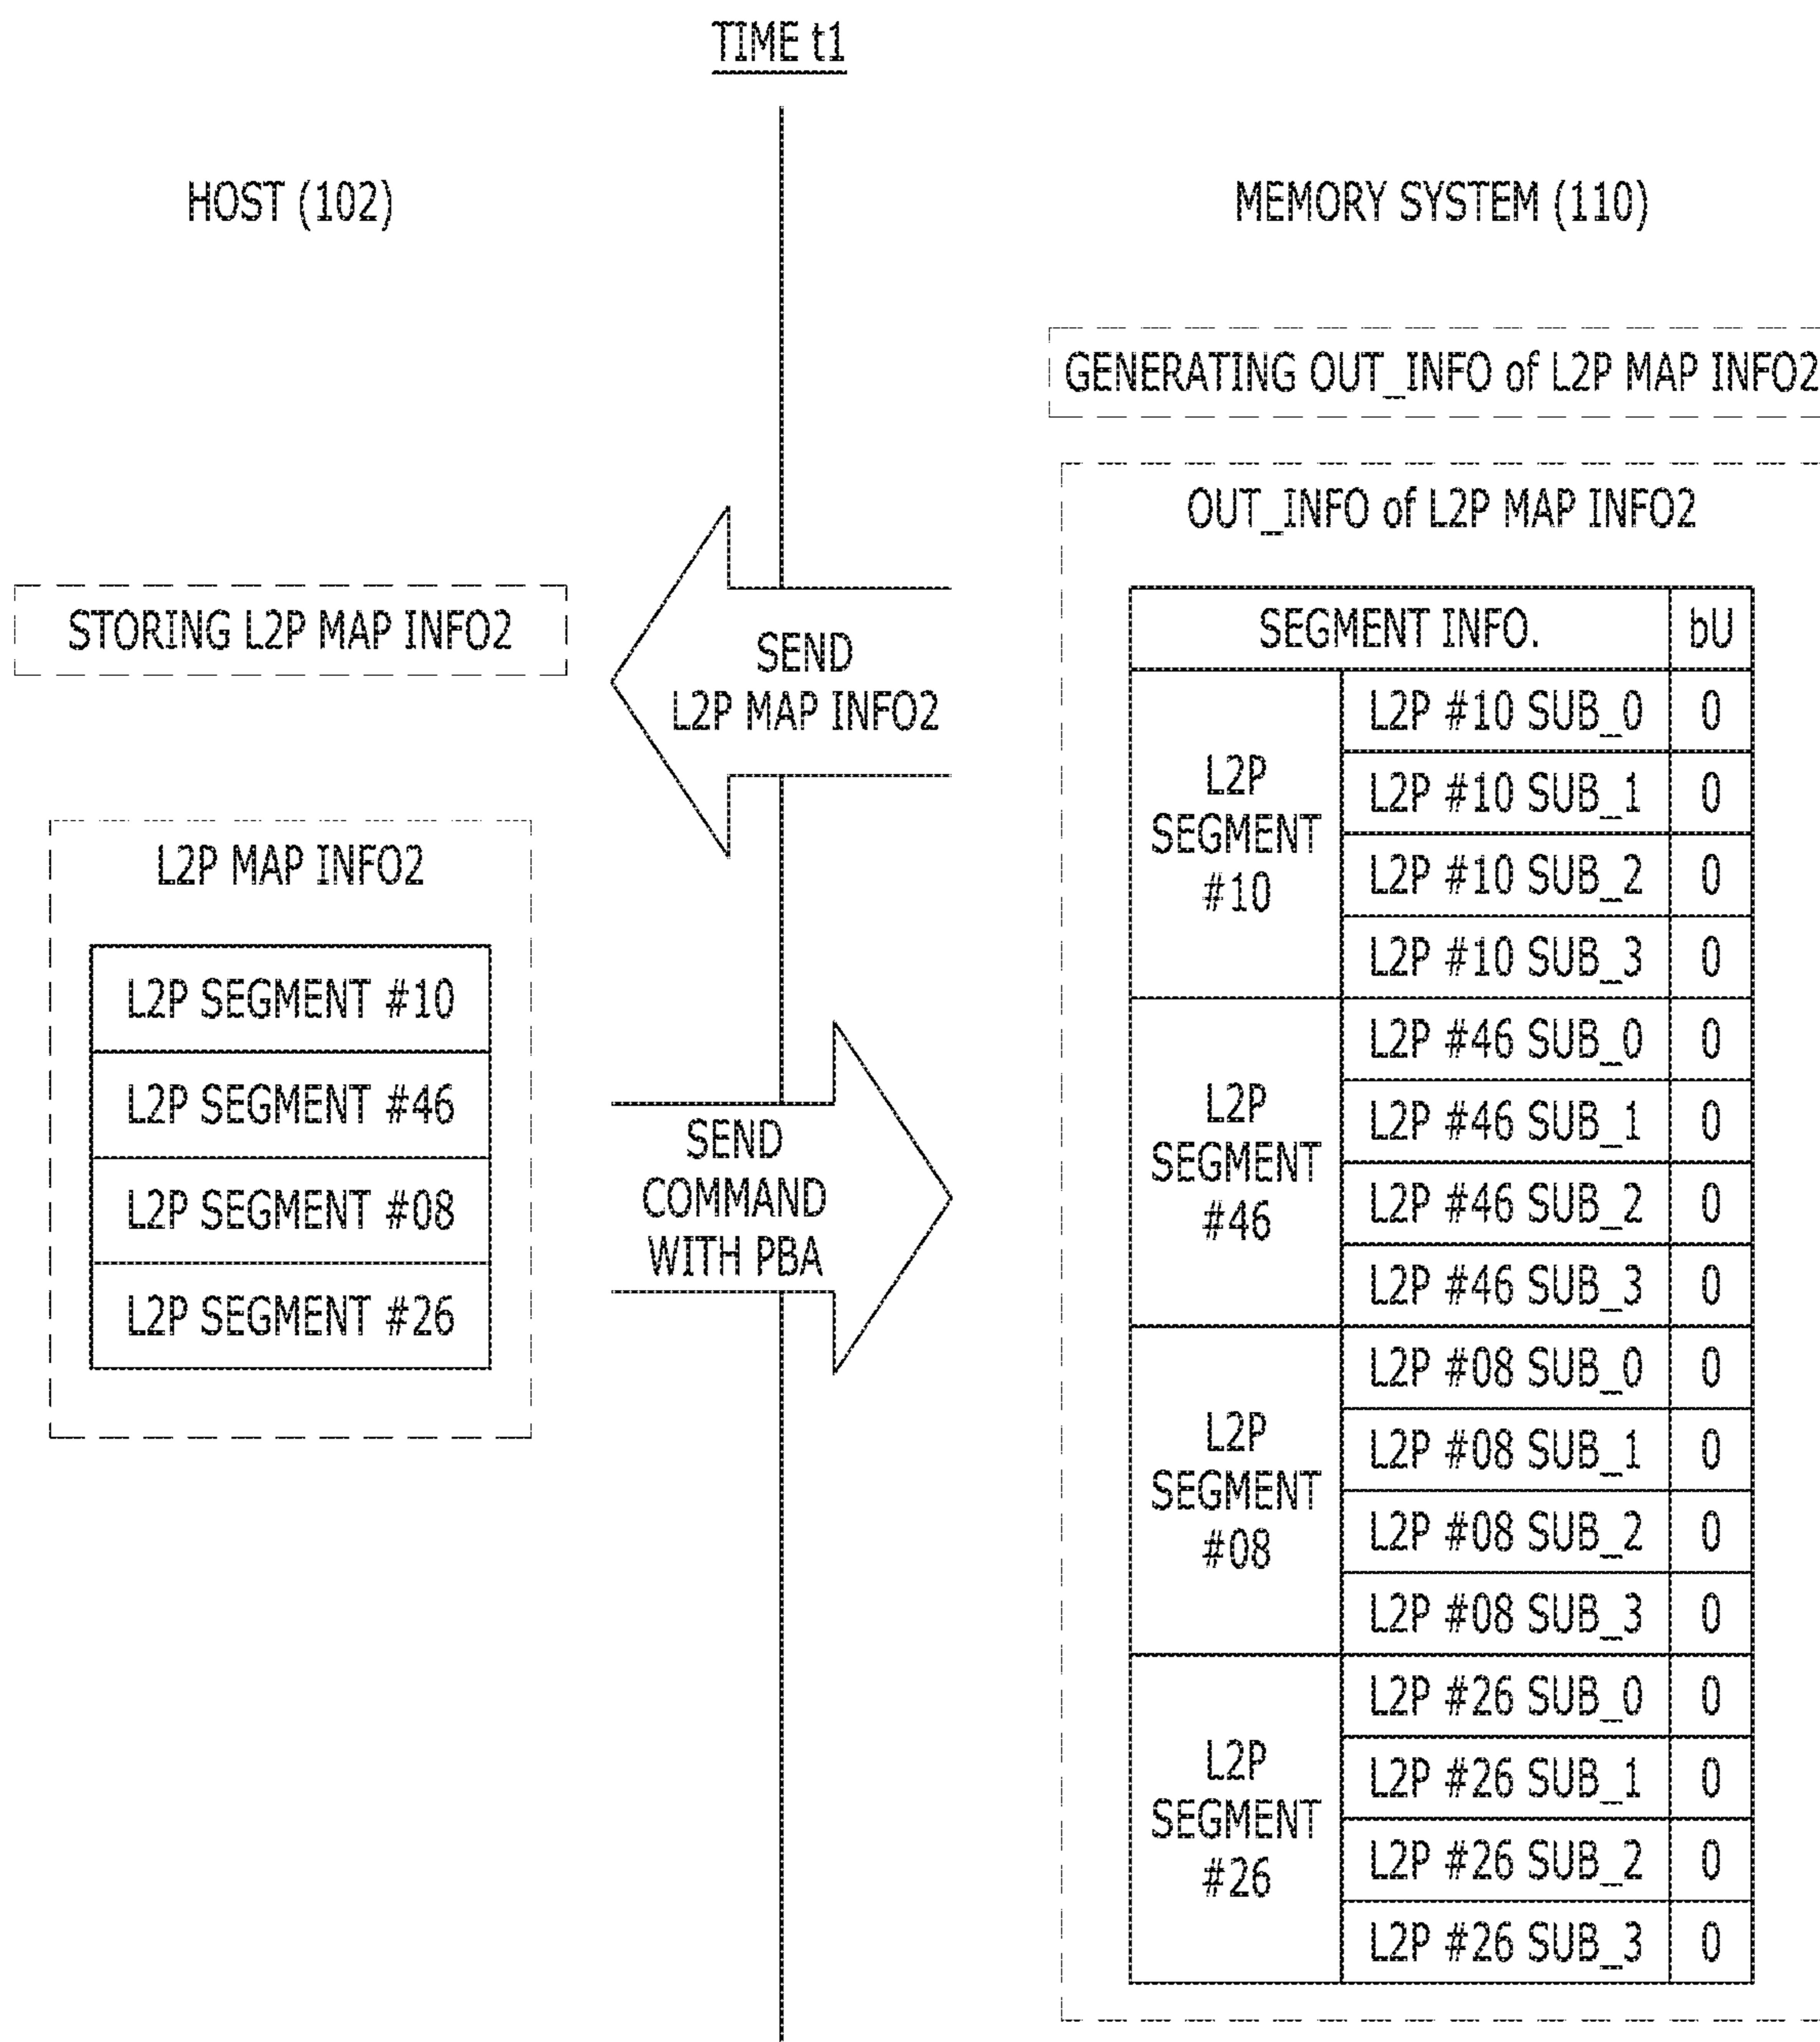 TIME t1
HOST (102)
MEMORY SYSTEM (110)
GENERATING OUT_INFO of L2P MAP INFO2
STORING L2P MAP INFO2
SEND
L2P MAP INFO2
L2P MAP INFO2
L2P SEGMENT #10
L2P SEGMENT #46
L2P SEGMENT #08
L2P SEGMENT #26
SEND
COMMAND
WITH PBA
OUT_INFO of L2P MAP INFO2
SEGMENT INFO. bU
L2P
SEGMENT
#10
L2P #10 SUB_0 0
L2P #10 SUB_1 0
L2P #10 SUB_2 0
L2P #10 SUB_3 0
L2P
SEGMENT
#46
L2P #46 SUB_0 0
L2P #46 SUB_1 0
L2P #46 SUB_2 0
L2P #46 SUB_3 0
L2P
SEGMENT
#08
L2P #08 SUB_0 0
L2P #08 SUB_1 0
L2P #08 SUB_2 0
L2P #08 SUB_3 0
L2P
SEGMENT
#26
L2P #26 SUB_0 0
L2P #26 SUB_1 0
L2P #26 SUB_2 0
L2P #26 SUB_3 0